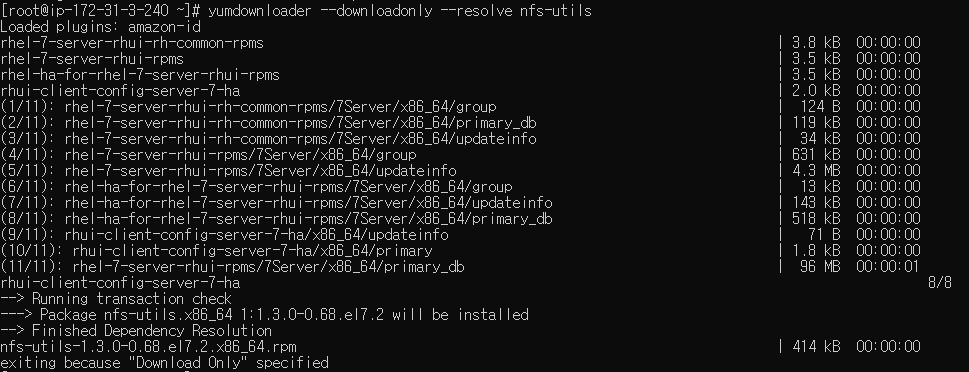 [root@ip-172-31-3-240 ~]# yumdownloader --downloadonly --resolve nfs-utils
Loaded plugins: amazon-id
rhel-7-server-rhui-rh-common-rpms | 3.8 kB 00:00:00
rhel-7-server-rhui-rpms | 3.5 kB 00:00:00
rhel-ha-for-rhel-7-server-rhui-rpms | 3.5 kB 00:00:00
rhui-client-config-server-7-ha | 2.0 kB 00:00:00
(1/11): rhel-7-server-rhui-rh-common-rpms/7Server/x86_64/group | 124 B 00:00:00
(2/11): rhel-7-server-rhui-rh-common-rpms/7Server/x86_64/primary_db | 119 kB 00:00:00
(3/11): rhel-7-server-rhui-rh-common-rpms/7Server/x86_64/updateinfo | 34 kB 00:00:00
(4/11): rhel-7-server-rhui-rpms/7Server/x86_64/group | 631 kB 00:00:00
(5/11): rhel-7-server-rhui-rpms/7Server/x86_64/updateinfo | 4.3 MB 00:00:00
(6/11): rhel-ha-for-rhel-7-server-rhui-rpms/7Server/x86_64/group | 13 kB 00:00:00
(7/11): rhel-ha-for-rhel-7-server-rhui-rpms/7Server/x86_64/updateinfo | 143 kB 00:00:00
(8/11): rhel-ha-for-rhel-7-server-rhui-rpms/7Server/x86_64/primary_db | 518 kB 00:00:00
(9/11): rhui-client-config-server-7-ha/x86_64/updateinfo | 71 B 00:00:00
(10/11): rhui-client-config-server-7-ha/x86_64/primary | 1.8 kB 00:00:00
(11/11): rhel-7-server-rhui-rpms/7Server/x86_64/primary_db | 96 MB 00:00:01
rhui-client-config-server-7-ha 8/8
--> Running transaction check
---> Package nfs-utils.x86_64 1:1.3.0-0.68.el7.2 will be installed
--> Finished Dependency Resolution
nfs-utils-1.3.0-0.68.el7.2.x86_64.rpm | 414 kB 00:00:00
exiting because "Download Only" specified